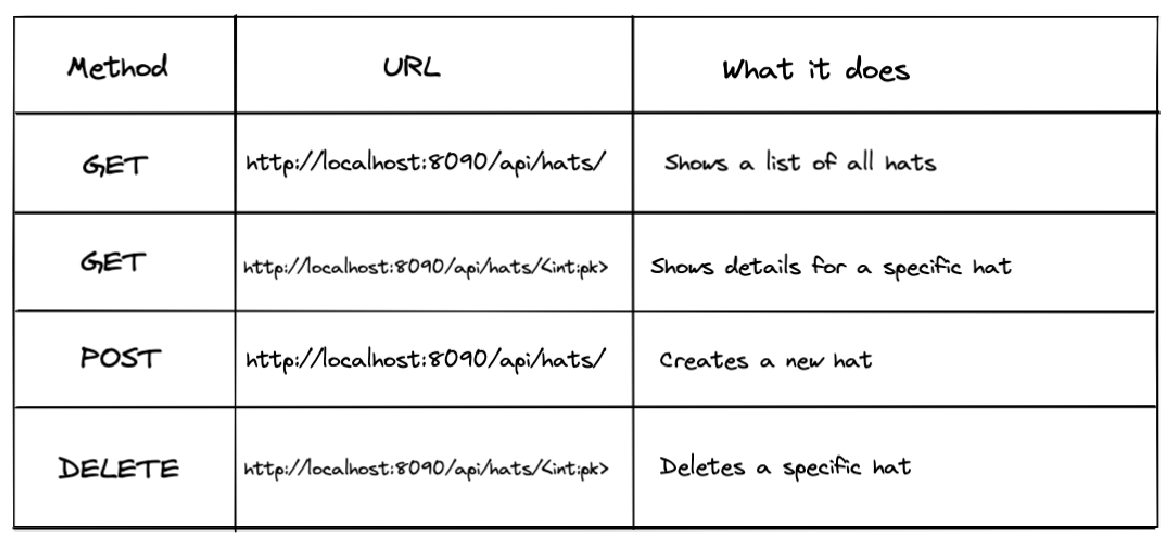 Method URL What it does
GET http://localhost:8090/api/hats/ Shows a list of all hats
GET http://localhost:8090/api/hats/<int:pk> Shows details for a specific hat
POST http://localhost:8090/api/hats/ Creates a new hat
DELETE http://localhost:8090/api/hats/<int:pk> Deletes a specific hat